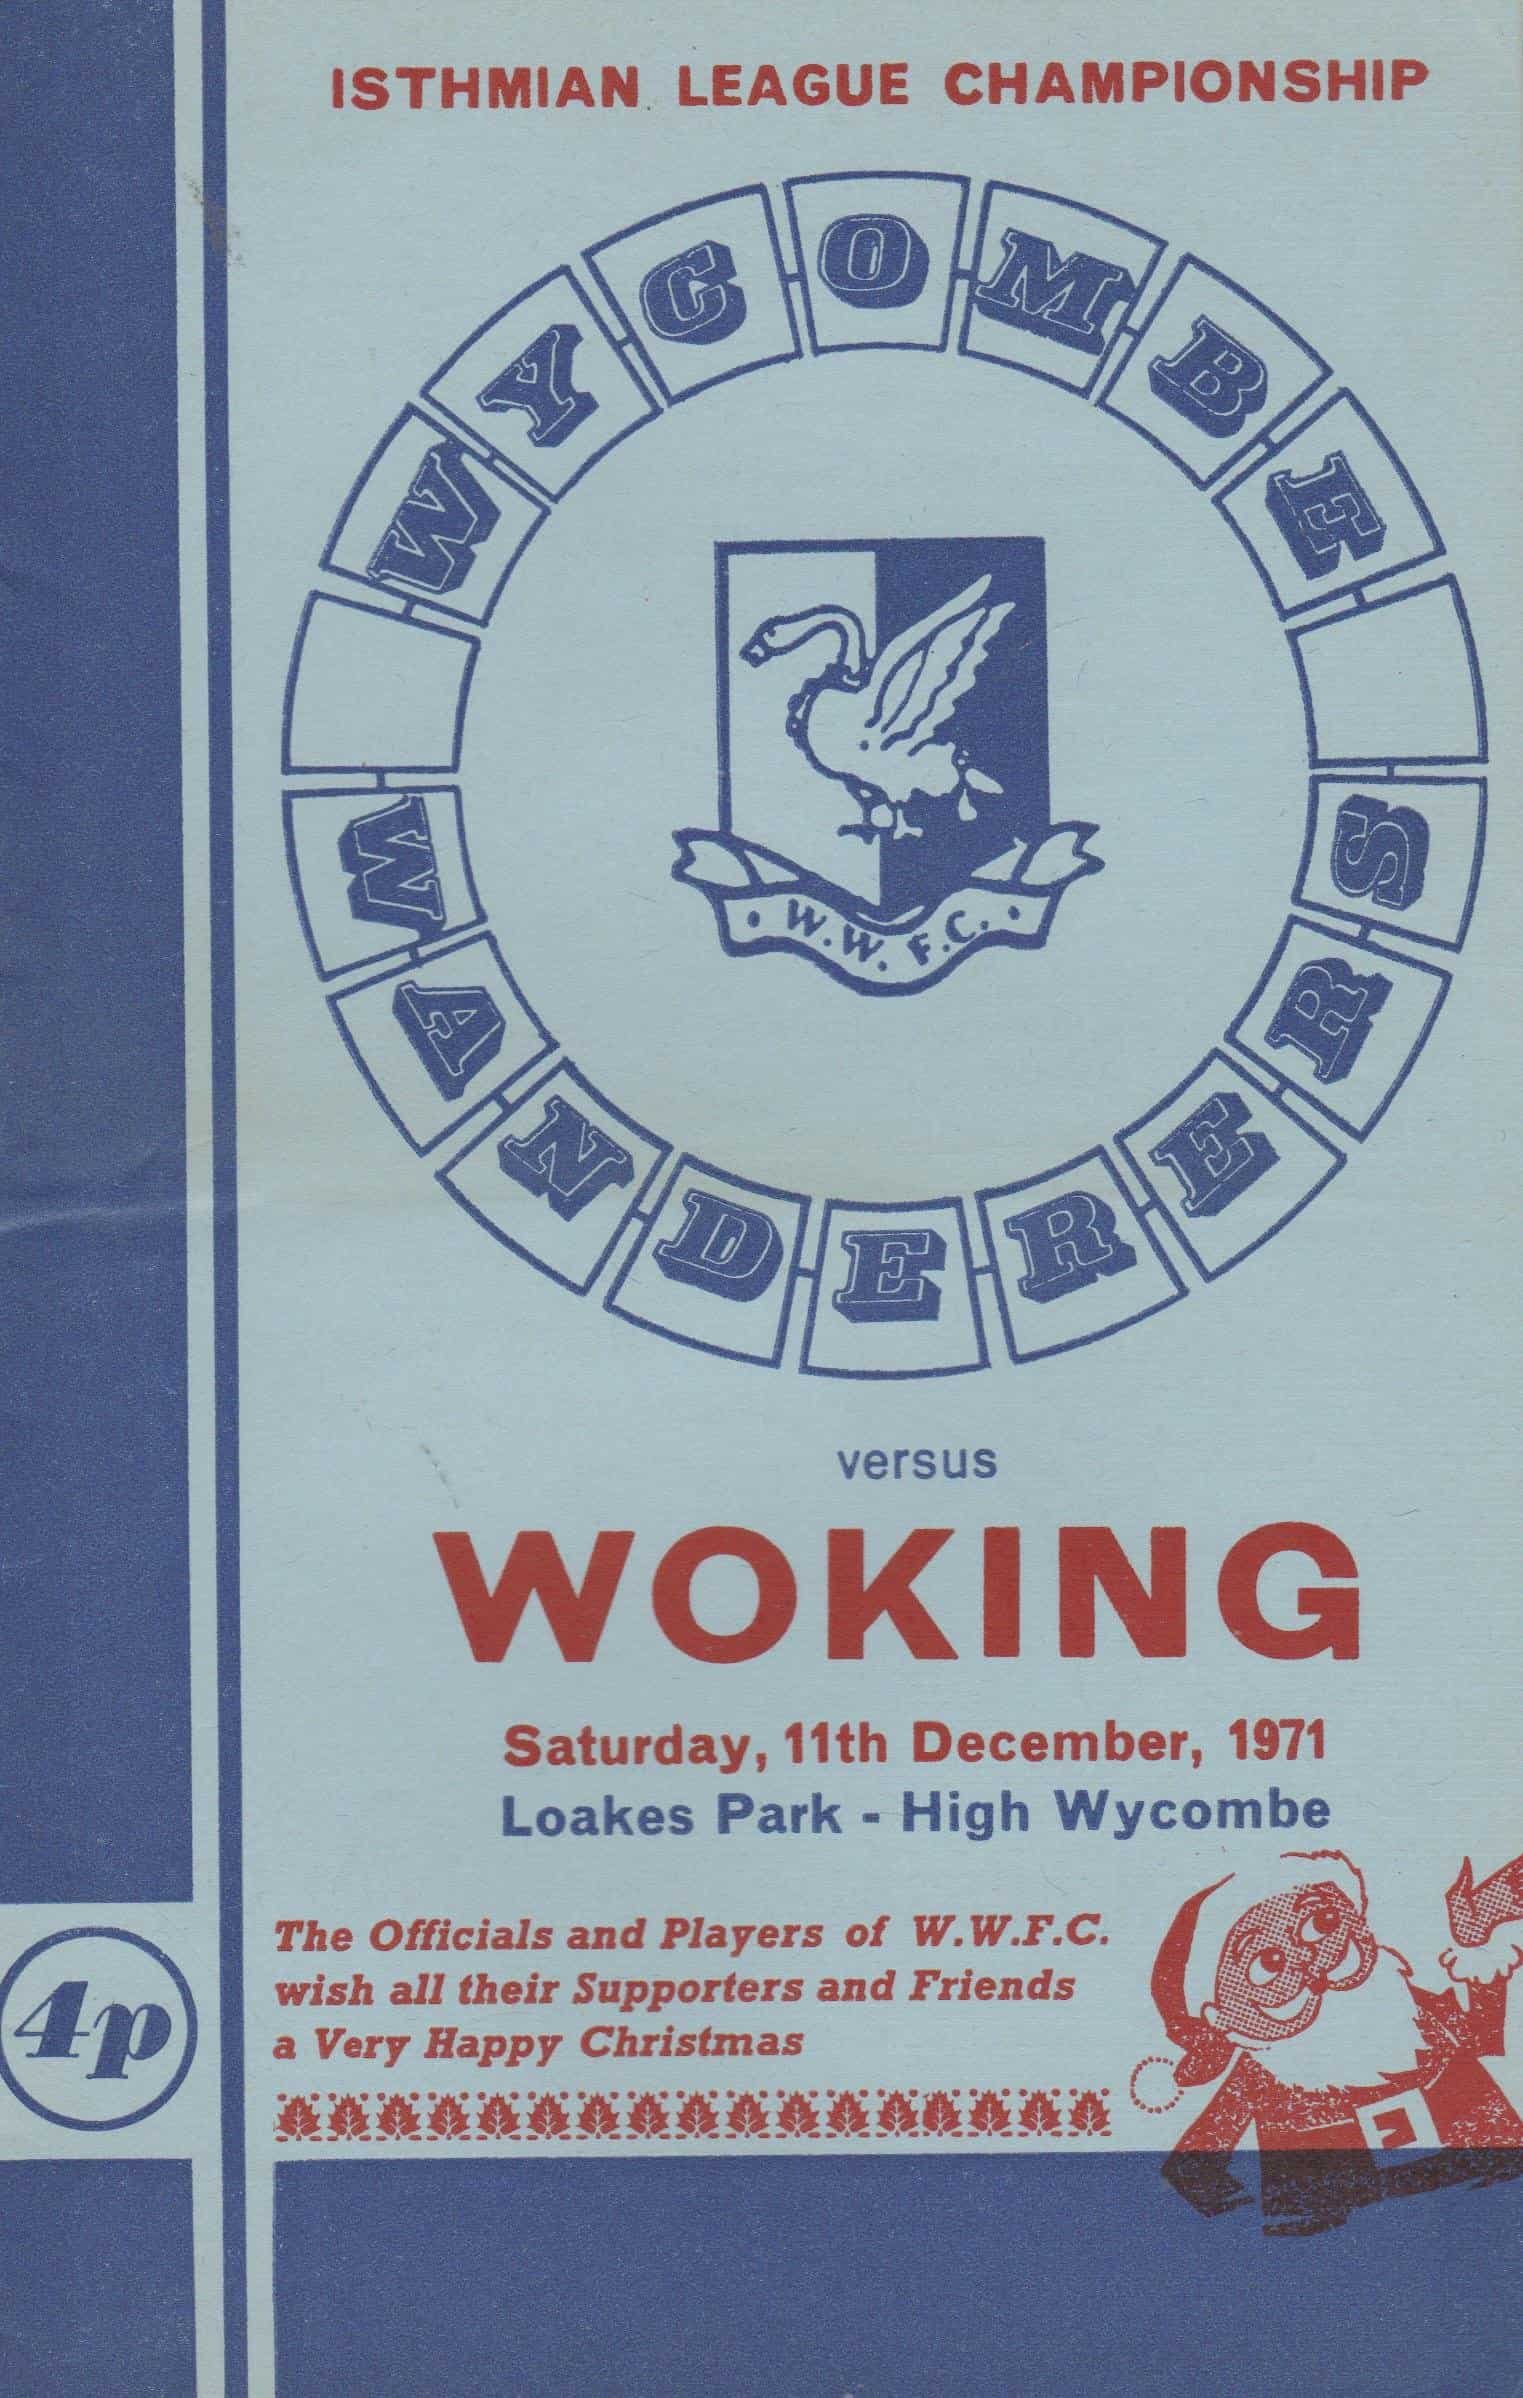 ISTHMIAN LEAGUE CHAMPIONSHIP
WYCOMBE
WANDERERS
W.W. F.C.
versus
WOKING
Saturday, 11th December, 1971
Loakes Park - High Wycombe
The Officials and Players of W.W.F.C.
wish all their Supporters and Friends
a Very Happy Christmas
4p